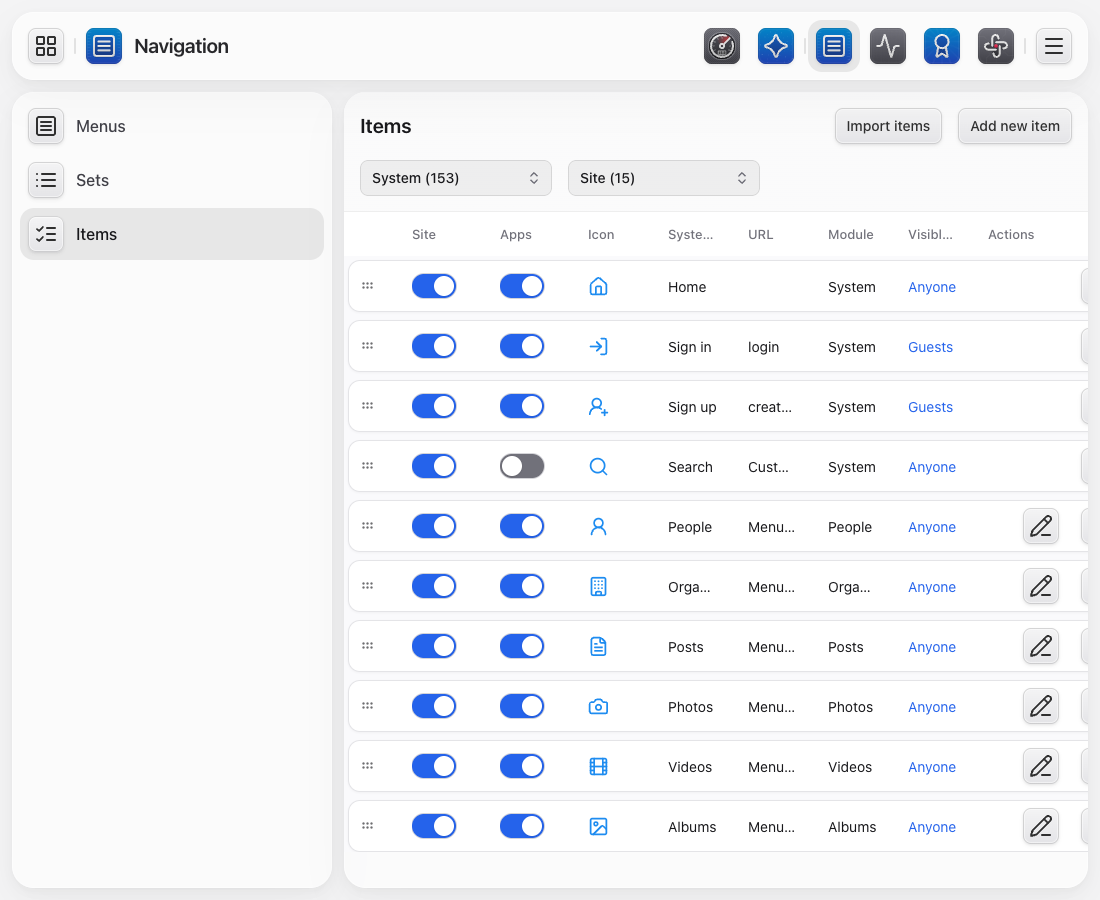 Navigation
Menus
Sets
Items
Items
Import items
Add new item
System (153)
Site (15)
Site Apps Icon Syste... URL Module Visibl... Actions
Home System Anyone
Sign in login System Guests
Sign up creat... System Guests
Search Cust... System Anyone
People Menu... People Anyone
Orga... Menu... Orga... Anyone
Posts Menu... Posts Anyone
Photos Menu... Photos Anyone
Videos Menu... Videos Anyone
Albums Menu... Albums Anyone